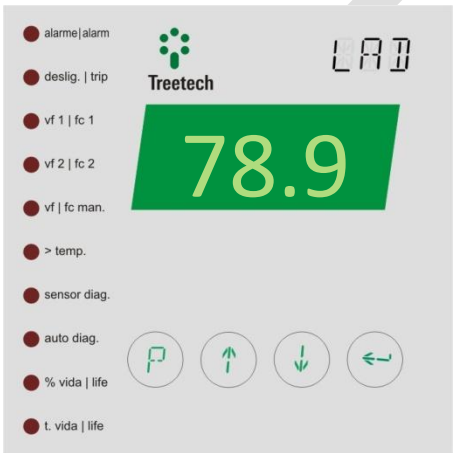 alarme|alarm
deslig. | trip
vf 1 | fc 1
vf 2 | fc 2
vf | fc man.
> temp.
sensor diag.
auto diag.
% vida | life
t. vida | life
Treetech
LAD
78.9
P